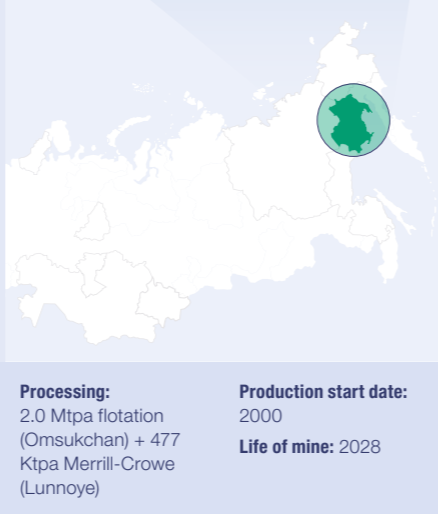 Processing:
2.0 Mtpa flotation
(Omsukchan) + 477
Ktpa Merrill-Crowe
(Lunnoye)
Production start date:
2000
Life of mine: 2028